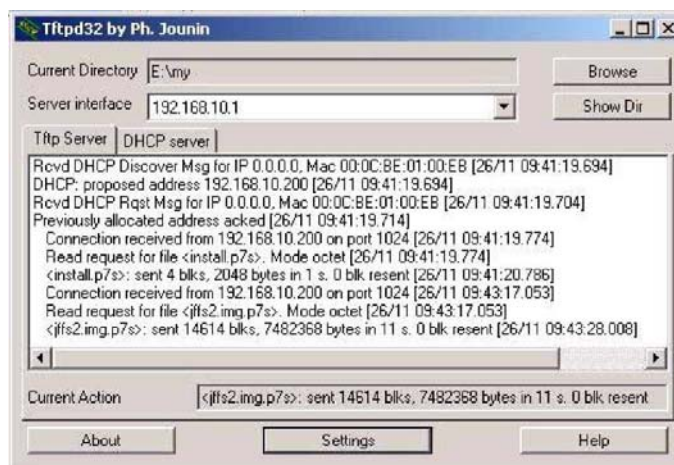 Tftpd32 by Ph. Jounin
Current Directory E:\my Browse
Server interface 192.168.10.1 Show Dir
Tftp Server DHCP server
Rcvd DHCP Discover Msg for IP 0.0.0.0, Mac 00:0C:BE:01:00:EB [26/11 09:41:19.694]
DHCP: proposed address 192.168.10.200 [26/11 09:41:19.694]
Rcvd DHCP Rqst Msg for IP 0.0.0.0, Mac 00:0C:BE:01:00:EB [26/11 09:41:19.704]
Previously allocated address acked [26/11 09:41:19.714]
Connection received from 192.168.10.200 on port 1024 [26/11 09:41:19.774]
Read request for file <install.p7s>. Mode octet [26/11 09:41:19.774]
<install.p7s>: sent 4 blks, 2048 bytes in 1 s. 0 blk resent [26/11 09:41:20.786]
Connection received from 192.168.10.200 on port 1024 [26/11 09:43:17.053]
Read request for file <jffs2.img.p7s>. Mode octet [26/11 09:43:17.053]
<jffs2.img.p7s>: sent 14614 blks, 7482368 bytes in 11 s. 0 blk resent [26/11 09:43:28.008]
Current Action <jffs2.img.p7s>: sent 14614 blks, 7482368 bytes in 11 s. 0 blk resent
About Settings Help